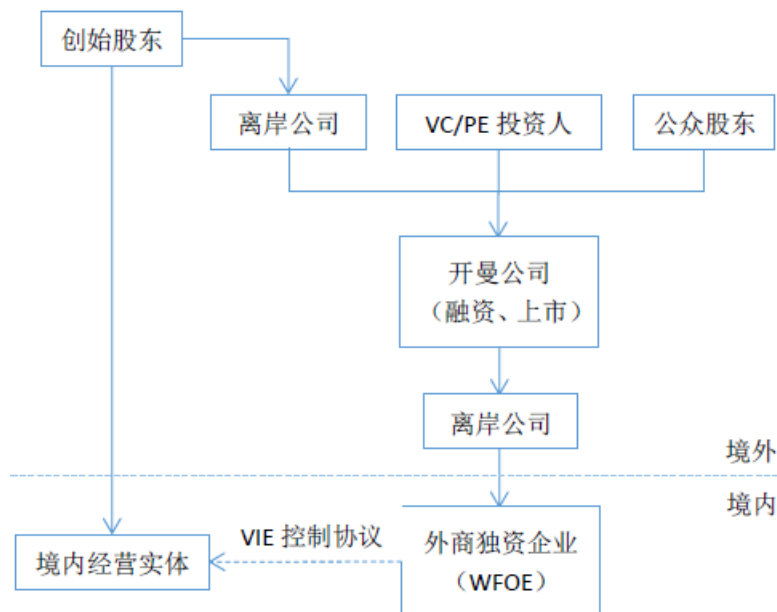 创始股东
离岸公司
VC/PE 投资人
公众股东
开曼公司
（融资、上市）
离岸公司
境外
境内
VIE 控制协议
境内经营实体
外商独资企业
（WFOE）